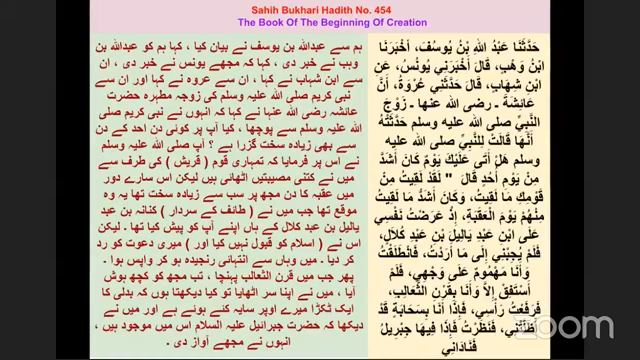 Sahih Bukhari Hadith No. 454
The Book Of The Beginning Of Creation
حَدَّثَنَا عَبْدُ اللَّهِ بْنُ يُوسُفَ، أَخْبَرَنَا
ابْنُ وَهْبٍ، قَالَ أَخْبَرَنِي يُونُسُ، عَنِ
ابْنِ شِهَابٍ، قَالَ حَدَّثَنِي عُرْوَةُ، أَنَّ
عَائِشَةَ ـ رضى الله عنها ـ زَوْجَ
النَّبِيِّ صلى الله عليه وسلم حَدَّثَتْهُ
أَنَّهَا قَالَتْ لِلنَّبِيِّ صلى الله عليه
وسلم هَلْ أَتَى عَلَيْكَ يَوْمٌ كَانَ أَشَدَّ
مِنْ يَوْمِ أُحُدٍ قَالَ " لَقَدْ لَقِيتُ مِنْ
قَوْمِكِ مَا لَقِيتُ، وَكَانَ أَشَدُّ مَا لَقِيتُ
مِنْهُمْ يَوْمَ الْعَقَبَةِ، إِذْ عَرَضْتُ نَفْسِي
عَلَى ابْنِ عَبْدِ يَالِيلَ بْنِ عَبْدِ كُلاَلٍ،
فَلَمْ يُجِبْنِي إِلَى مَا أَرَدْتُ، فَانْطَلَقْتُ
وَأَنَا مَهْمُومٌ عَلَى وَجْهِي، فَلَمْ
أَسْتَفِقْ إِلاَّ وَأَنَا بِقَرْنِ الثَّعَالِبِ،
فَرَفَعْتُ رَأْسِي، فَإِذَا أَنَا بِسَحَابَةٍ قَدْ
أَظَلَّتْنِي، فَنَظَرْتُ فَإِذَا فِيهَا جِبْرِيلُ
فَنَادَانِي
ہم سے عبداللہ بن یوسف نے بیان کیا ، کہا ہم کو عبداللہ بن
وہب نے خبر دی ، کہا کہ مجھے یونس نے خبر دی ، ان
سے ابن شہاب نے کہا ، ان سے عروہ نے کہا اور ان سے
نبی کریم صلی اللہ علیہ وسلم کی زوجہ مطہرہ حضرت
عائشہ رضی اللہ عنہا نے کہا کہ انہوں نے نبی کریم صلی
اللہ علیہ وسلم سے پوچھا ، کیا آپ پر کوئی دن احد کے دن
سے بھی زیادہ سخت گزرا ہے ؟ آپ صلی اللہ علیہ وسلم
نے اس پر فرمایا کہ تمہاری قوم ( قریش ) کی طرف سے
میں نے کتنی مصیبتیں اٹھائی ہیں لیکن اس سارے دور
میں عقبہ کا دن مجھ پر سب سے زیادہ سخت تھا یہ وہ
موقع تھا جب میں نے ( طائف کے سردار ) کنانہ بن عبد
یالیل بن عبد کلال کے ہاں اپنے آپ کو پیش کیا تھا ۔ لیکن
اس نے ( اسلام کو قبول نہیں کیا اور ) میری دعوت کو رد
کر دیا ۔ میں وہاں سے انتہائی رنجیدہ ہو کر واپس ہوا ۔
پھر جب میں قرن الثعالب پہنچا ، تب مجھ کو کچھ ہوش
آیا ، میں نے اپنا سر اٹھایا تو کیا دیکھتا ہوں کہ بدلی کا
ایک ٹکڑا میرے اوپر سایہ کئے ہوئے ہے اور میں نے
دیکھا کہ حضرت جبرائیل علیہ السلام اس میں موجود ہیں ،
انہوں نے مجھے آواز دی ۔
zoom